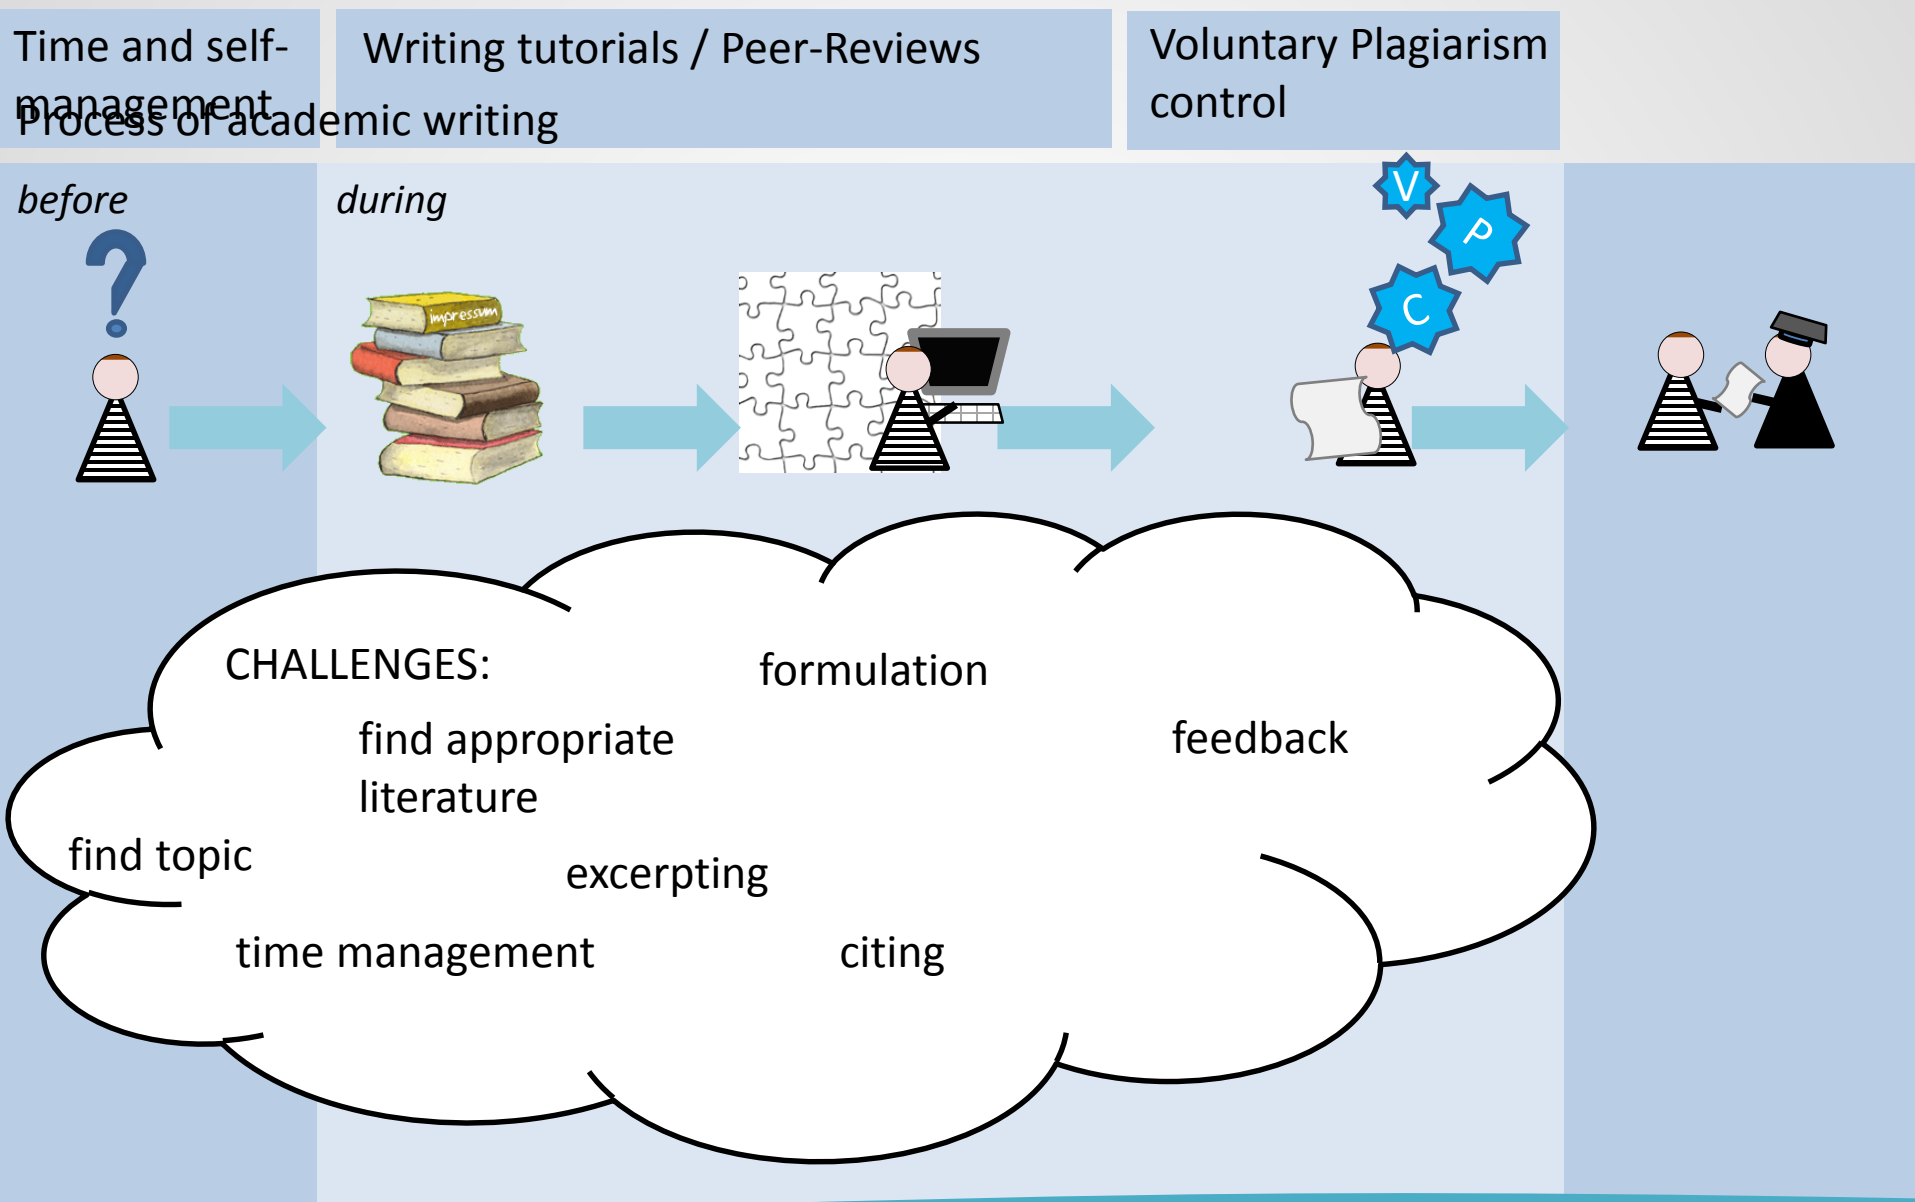 Time and self-
management
Writing tutorials / Peer-Reviews
Voluntary Plagiarism
control
Process of academic writing
before
during
V
P
C
impressum
CHALLENGES:
formulation
find appropriate
literature
feedback
find topic
excerpting
time management
citing